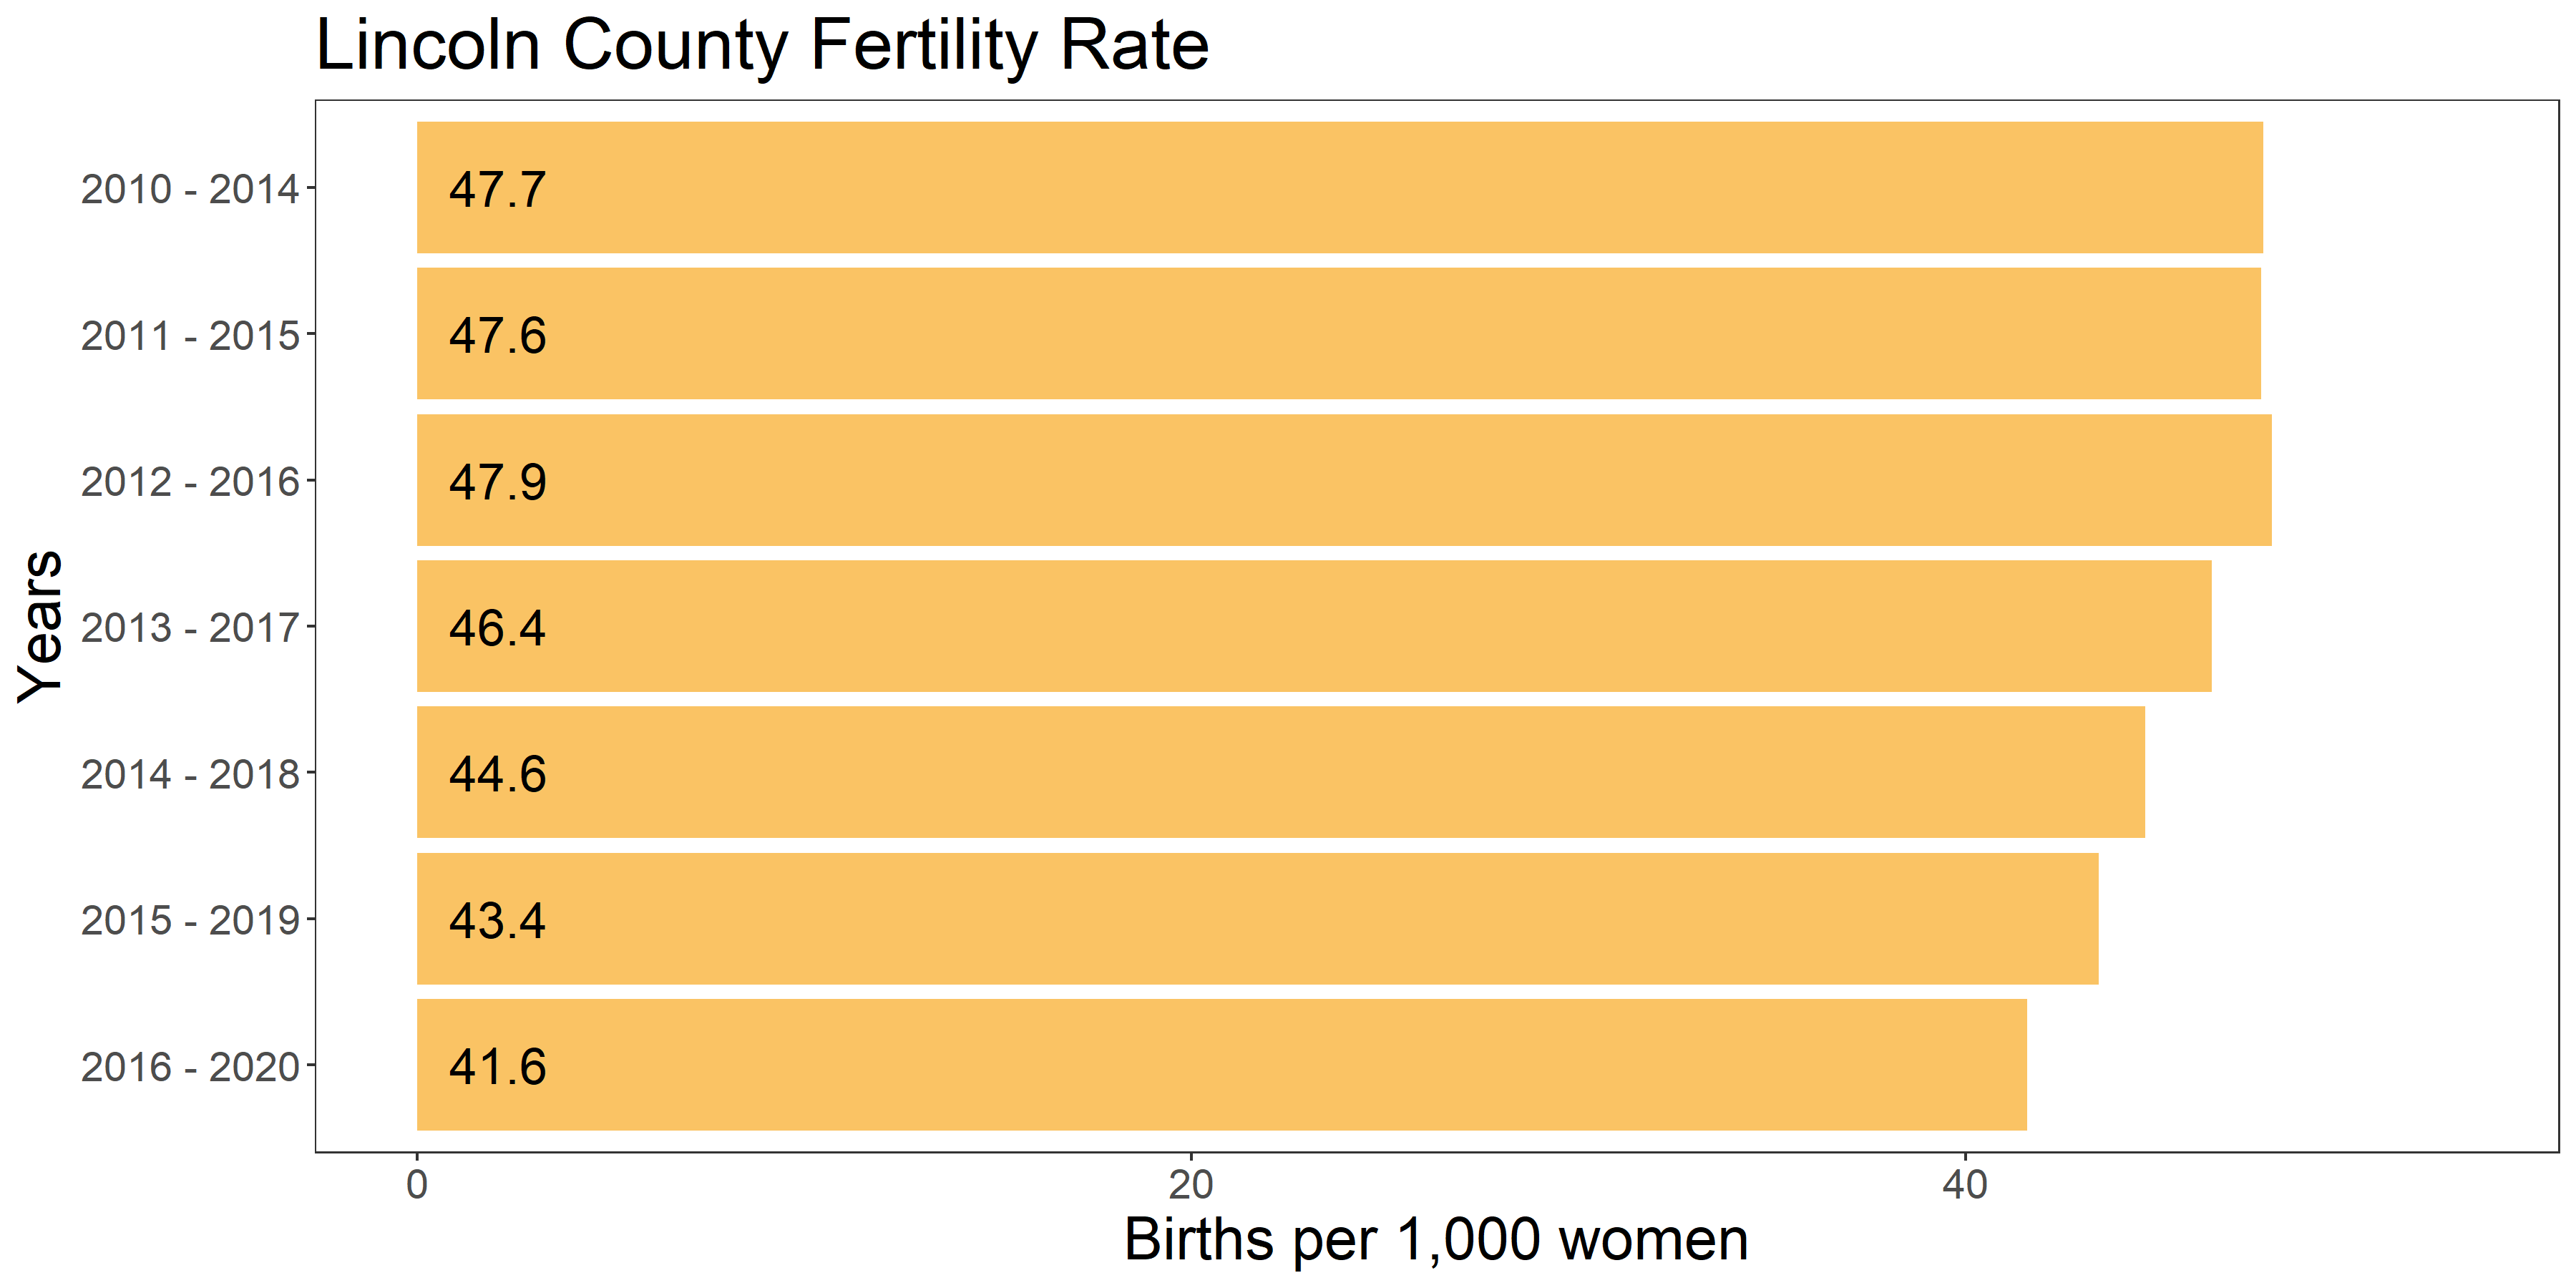 Lincoln County Fertility Rate
2010 - 2014
47.7
2011 - 2015
47.6
2012 - 2016
47.9
2013 - 2017
46.4
2014 - 2018
44.6
2015 - 2019
43.4
2016 - 2020
41.6
Years
0 20 40
Births per 1,000 women